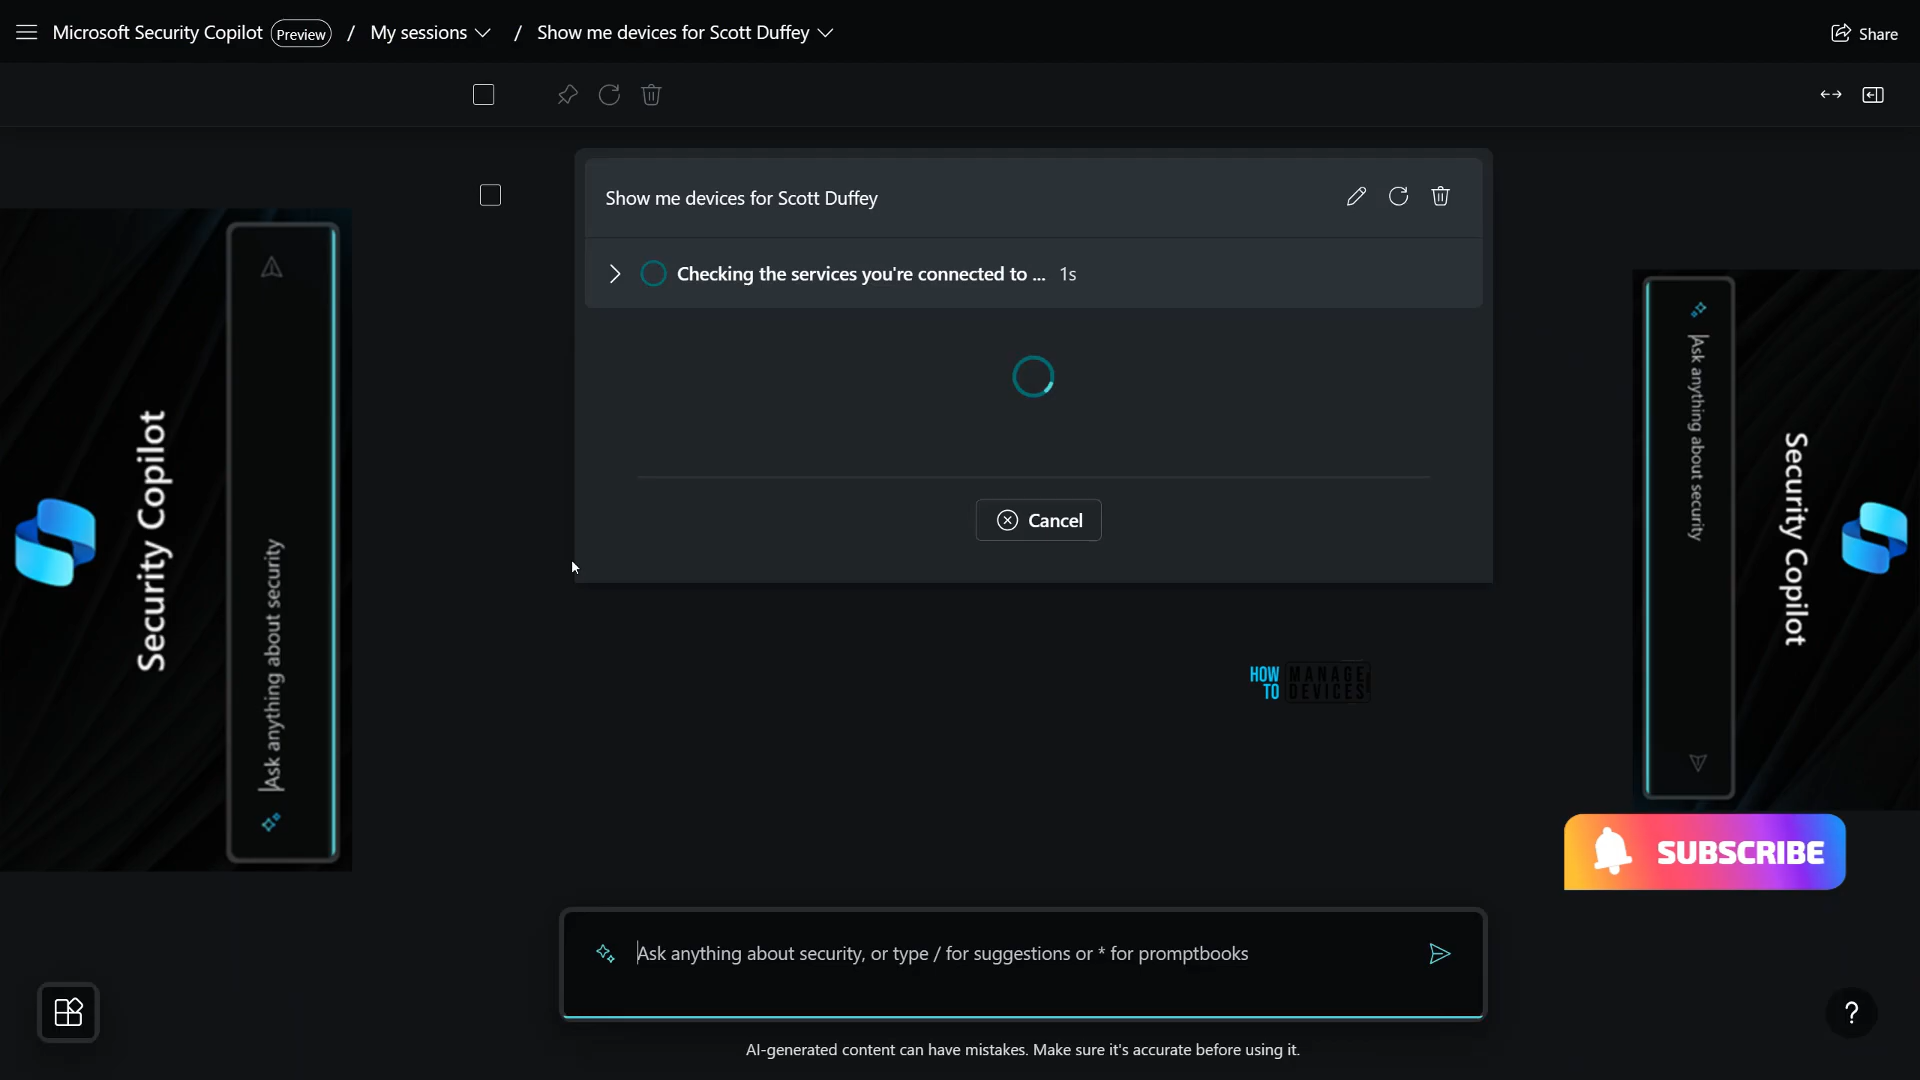 Microsoft Security Copilot Preview / My sessions / Show me devices for Scott Duffey
Share
Show me devices for Scott Duffey
Checking the services you're connected to ... 1s
Cancel
Security Copilot
Ask anything about security
Ask anything about security
Security Copilot
HOW TO MANAGE DEVICES
SUBSCRIBE
Ask anything about security, or type / for suggestions or * for promptbooks
?
AI-generated content can have mistakes. Make sure it's accurate before using it.